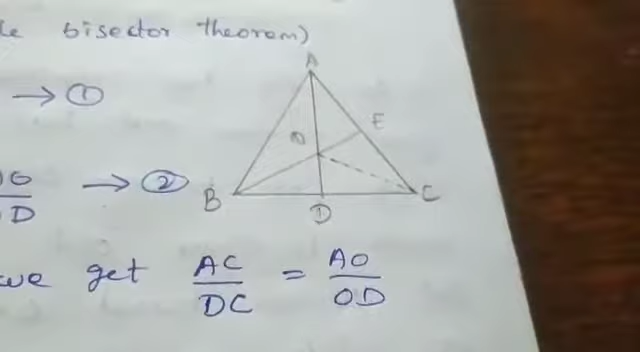 bisector theorem)
→ ①
A
O
E
→ ②
D
B
D
C
we get AC/DC = AO/OD